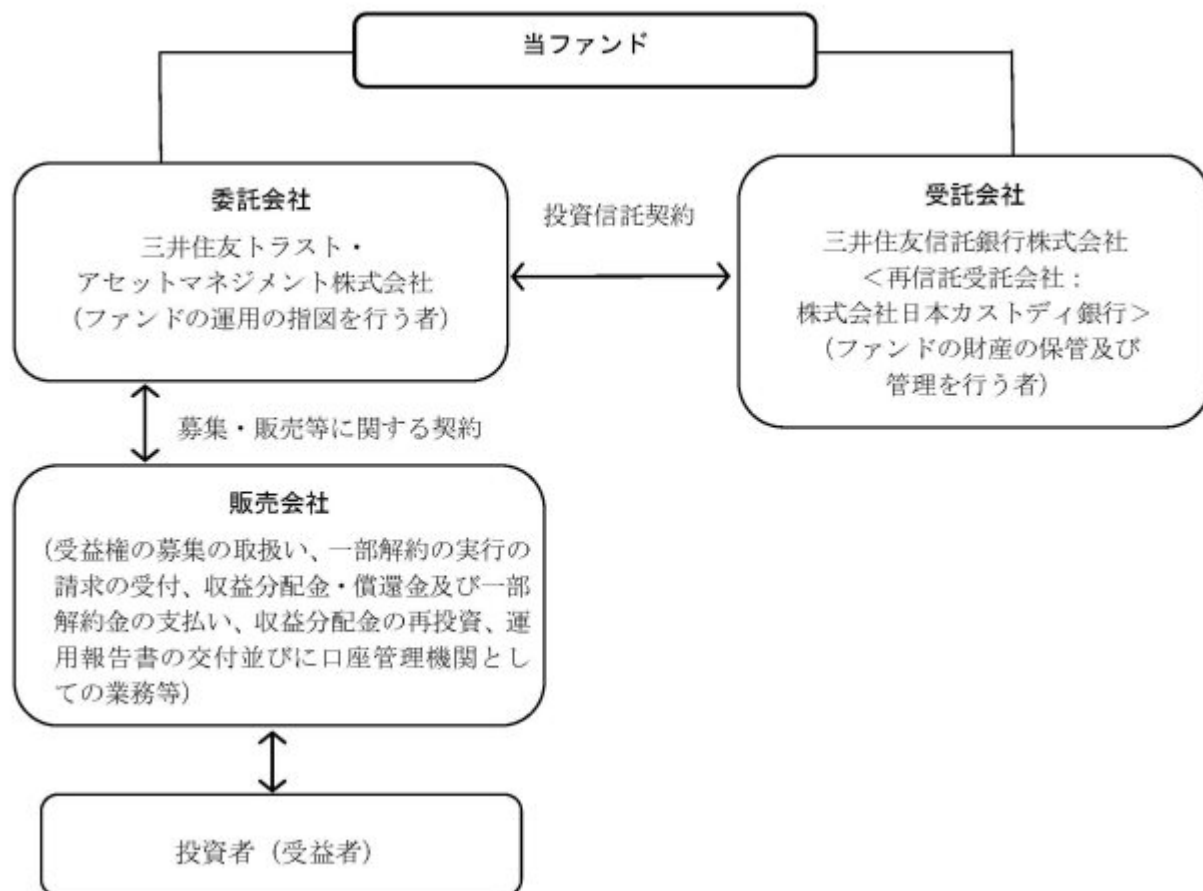 当ファンド
委託会社
三井住友トラスト・
アセットマネジメント株式会社
（ファンドの運用の指図を行う者）
投資信託契約
受託会社
三井住友信託銀行株式会社
＜再信託受託会社：
株式会社日本カストディ銀行＞
（ファンドの財産の保管及び
管理を行う者）
募集・販売等に関する契約
販売会社
（受益権の募集の取扱い、一部解約の実行の
請求の受付、収益分配金・償還金及び一部
解約金の支払い、収益分配金の再投資、運
用報告書の交付並びに口座管理機関とし
ての業務等）
投資者（受益者）